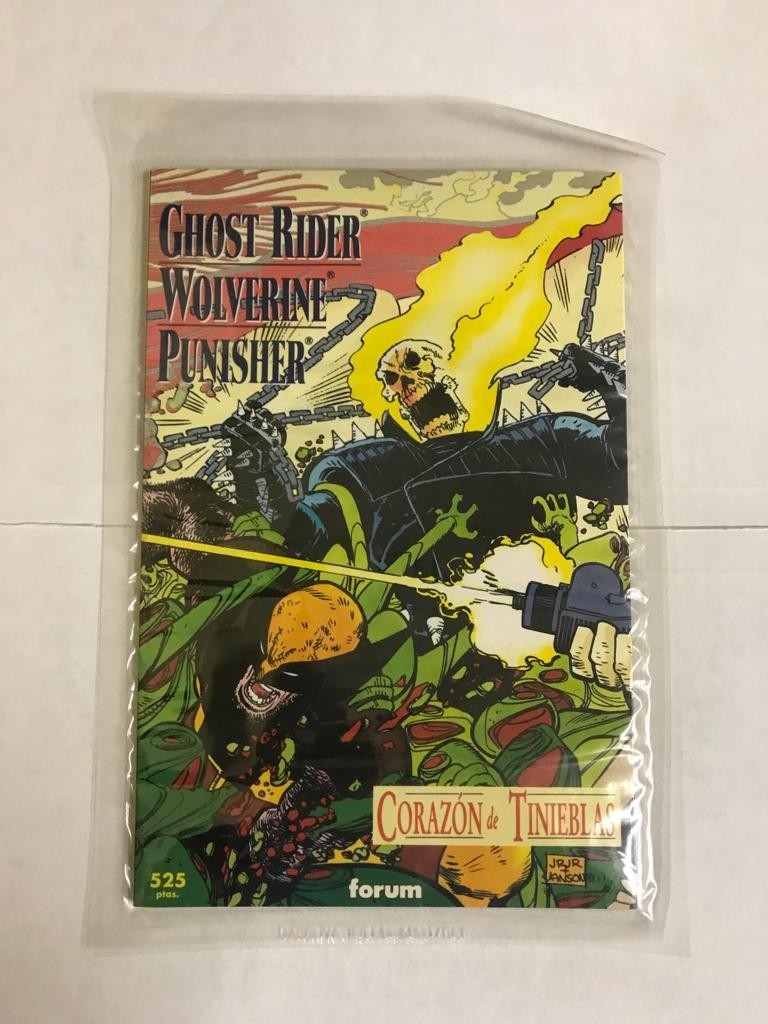 GHOST RIDER®
WOLVERINE®
PUNISHER®
CORAZÓN de TINIEBLAS
JRJR
+
JANSON
525
ptas.
forum